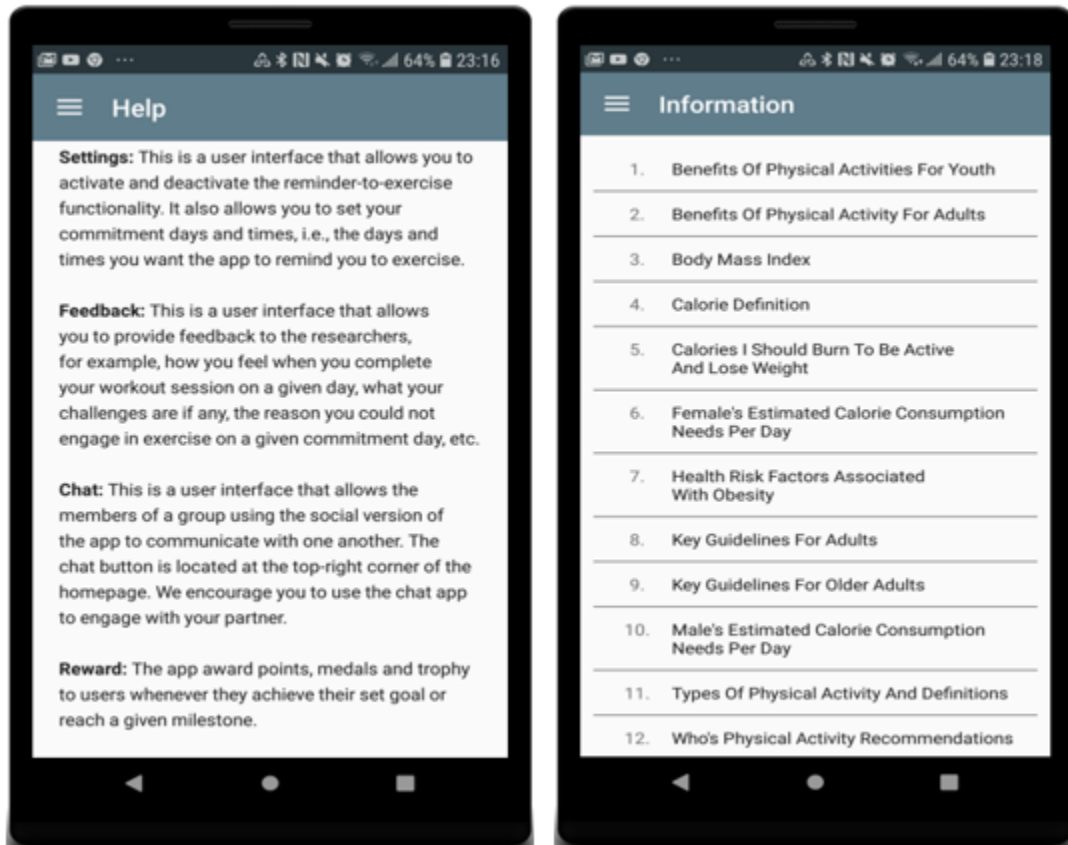 64% 23:16
Help
Settings: This is a user interface that allows you to
activate and deactivate the reminder-to-exercise
functionality. It also allows you to set your
commitment days and times, i.e., the days and
times you want the app to remind you to exercise.
Feedback: This is a user interface that allows
you to provide feedback to the researchers,
for example, how you feel when you complete
your workout session on a given day, what your
challenges are if any, the reason you could not
engage in exercise on a given commitment day, etc.
Chat: This is a user interface that allows the
members of a group using the social version of
the app to communicate with one another. The
chat button is located at the top-right corner of the
homepage. We encourage you to use the chat app
to engage with your partner.
Reward: The app award points, medals and trophy
to users whenever they achieve their set goal or
reach a given milestone.
64% 23:18
Information
1. Benefits Of Physical Activities For Youth
2. Benefits Of Physical Activity For Adults
3. Body Mass Index
4. Calorie Definition
5. Calories I Should Burn To Be Active
And Lose Weight
6. Female's Estimated Calorie Consumption
Needs Per Day
7. Health Risk Factors Associated
With Obesity
8. Key Guidelines For Adults
9. Key Guidelines For Older Adults
10. Male's Estimated Calorie Consumption
Needs Per Day
11. Types Of Physical Activity And Definitions
12. Who's Physical Activity Recommendations